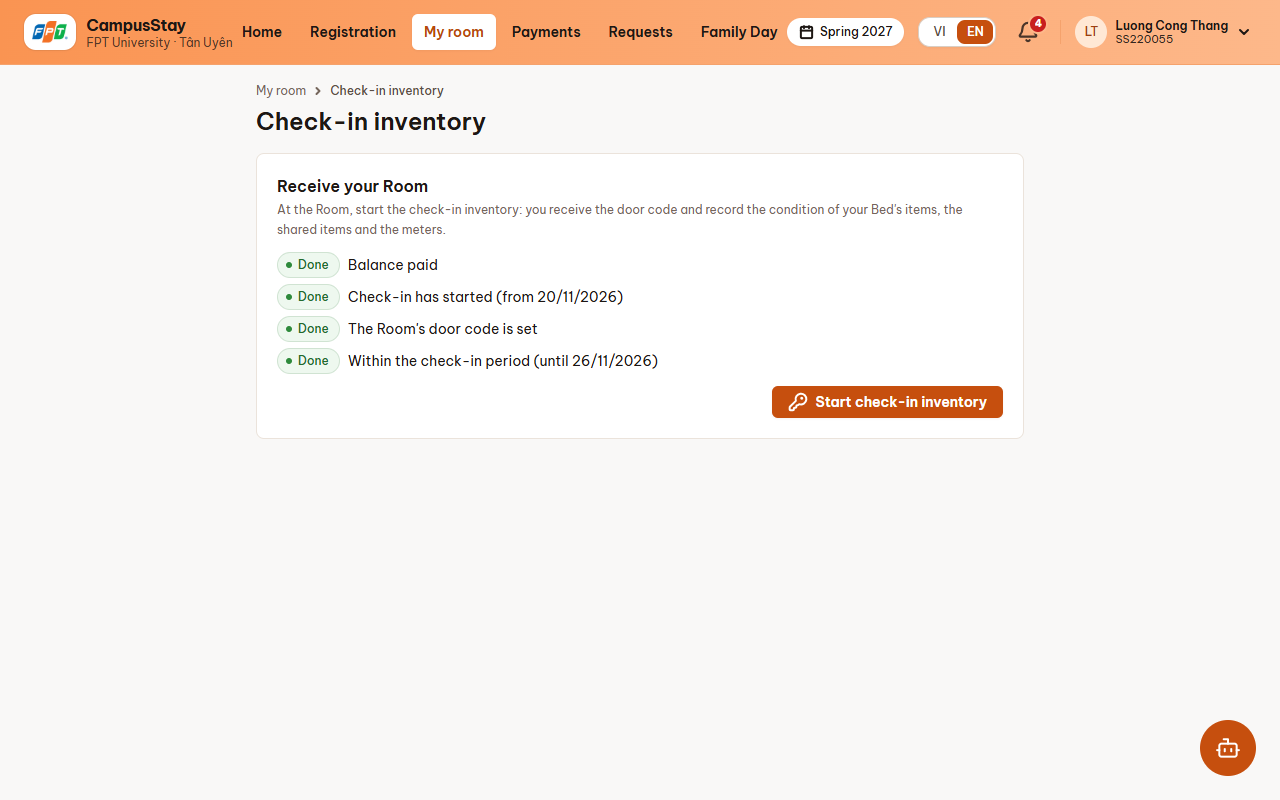 FPT
CampusStay
FPT University · Tân Uyên
Home
Registration
My room
Payments
Requests
Family Day
Spring 2027
VI
EN
4
LT
Luong Cong Thang
SS220055
My room
Check-in inventory
Check-in inventory
Receive your Room
At the Room, start the check-in inventory: you receive the door code and record the condition of your Bed's items, the
shared items and the meters.
Done Balance paid
Done Check-in has started (from 20/11/2026)
Done The Room's door code is set
Done Within the check-in period (until 26/11/2026)
Start check-in inventory